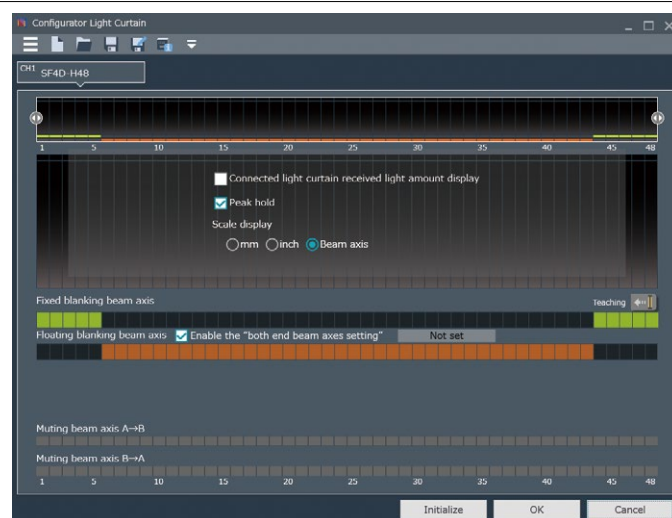 Configurator Light Curtain
CH1 SF4D-H48
1 5 10 15 20 25 30 35 40 45 48
Connected light curtain received light amount display
Peak hold
Scale display
mm inch Beam axis
Fixed blanking beam axis Teaching
Floating blanking beam axis Enable the "both end beam axes setting" Not set
Muting beam axis A→B
Muting beam axis B→A
1 5 10 15 20 25 30 35 40 45 48
Initialize OK Cancel